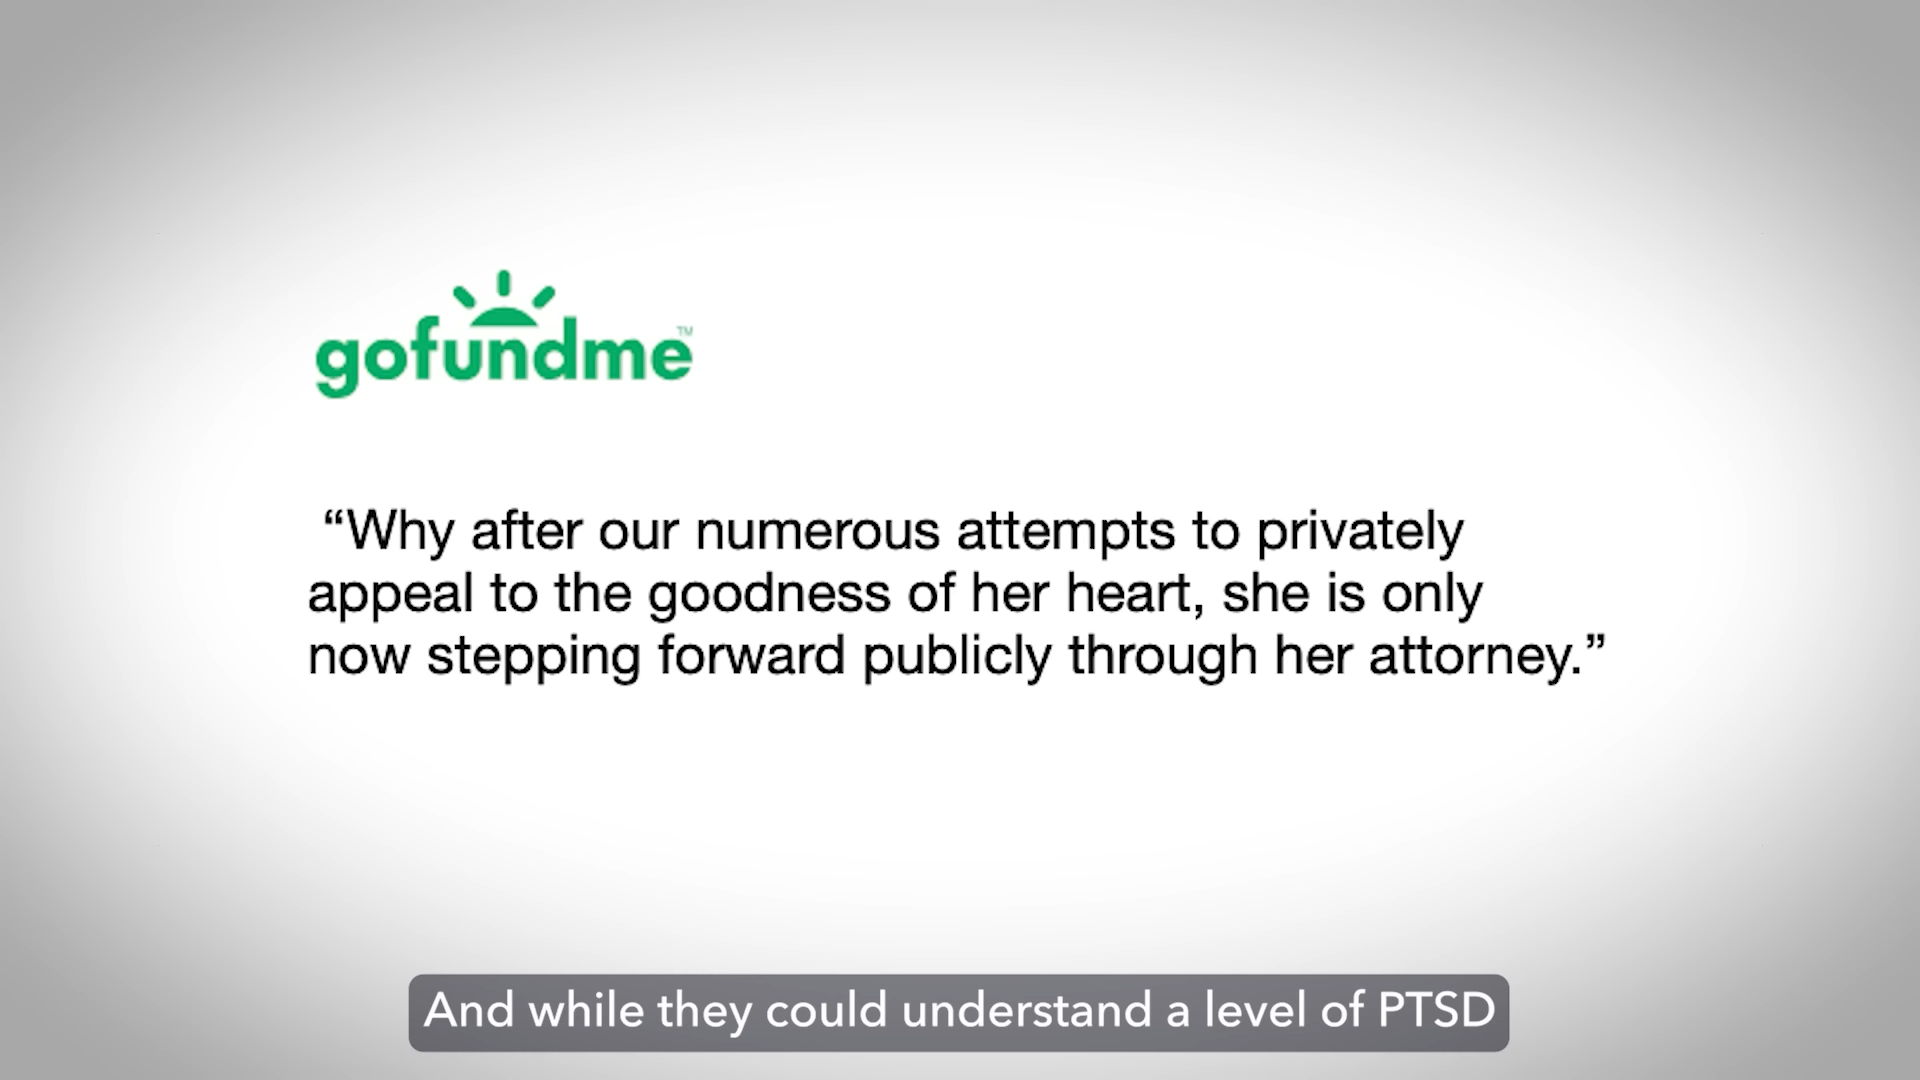 gofundme™
“Why after our numerous attempts to privately
appeal to the goodness of her heart, she is only
now stepping forward publicly through her attorney.”
And while they could understand a level of PTSD